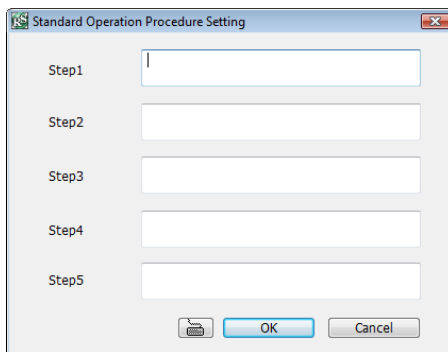 Standard Operation Procedure Setting
Step1
Step2
Step3
Step4
Step5
OK
Cancel